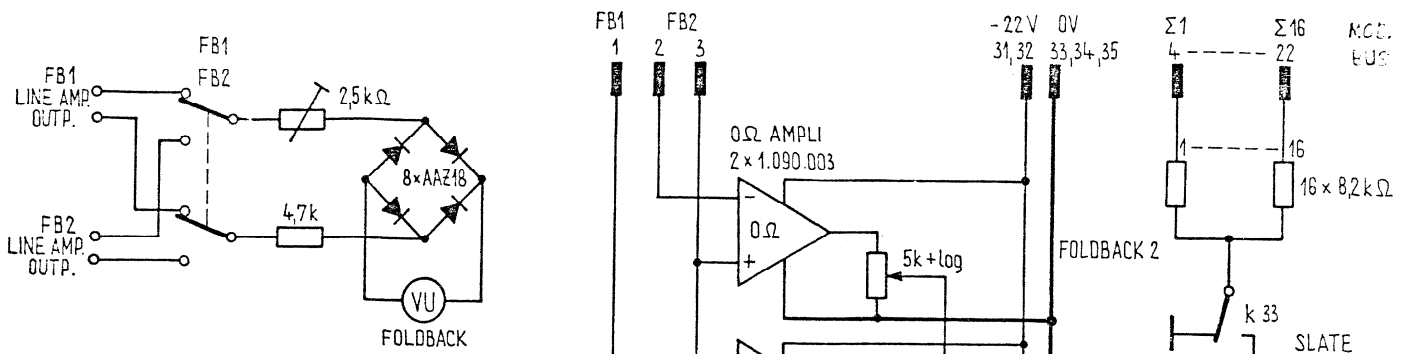 FB1
FB2
FB1
LINE AMP.
OUTP.
2,5kΩ
8×AAZ18
4,7k
FB2
LINE AMP.
OUTP.
VU
FOLDBACK
FB1 FB2
1 2 3
-22V 0V
31,32 33,34,35
0Ω AMPLI
2×1.090.003
−
0Ω
+
5k+log
FOLDBACK 2
Σ1 Σ16
4 22
MOD.
BUS
1 16
16×8,2kΩ
k 33
SLATE